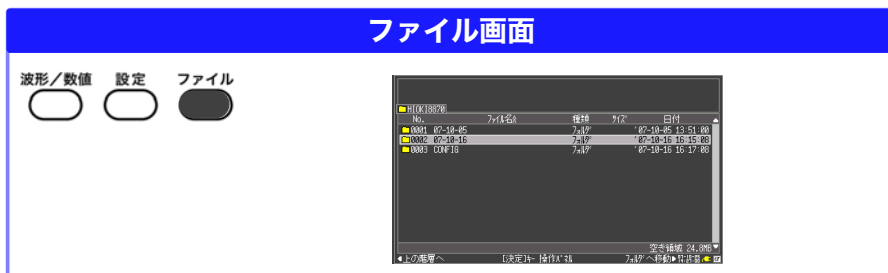 ファイル画面
波形／数値 設定 ファイル
HIOKI8870
No. ファイル名 種類 サイズ 日付
0001 07-10-05 フォルダ '07-10-05 13:51:00
0002 07-10-16 フォルダ '07-10-16 16:15:08
0003 CONFIG フォルダ '07-10-16 16:17:08
空き領域 24.8MB
上の階層へ [決定]キー 操作パネル フォルダへ移動